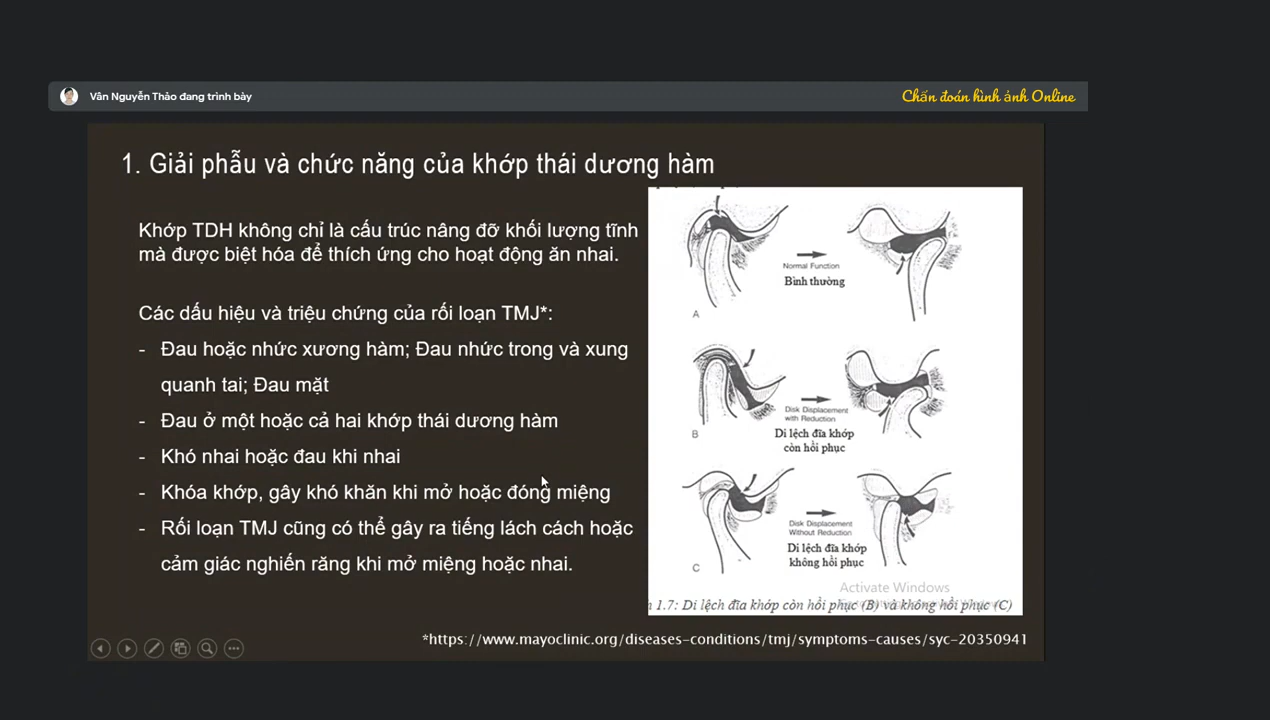 Vân Nguyễn Thảo đang trình bày
Chẩn đoán hình ảnh Online
1. Giải phẫu và chức năng của khớp thái dương hàm
Khớp TDH không chỉ là cấu trúc nâng đỡ khối lượng tĩnh
mà được biệt hóa để thích ứng cho hoạt động ăn nhai.
Các dấu hiệu và triệu chứng của rối loạn TMJ*:
- Đau hoặc nhức xương hàm; Đau nhức trong và xung
quanh tai; Đau mặt
- Đau ở một hoặc cả hai khớp thái dương hàm
- Khó nhai hoặc đau khi nhai
- Khóa khớp, gây khó khăn khi mở hoặc đóng miệng
- Rối loạn TMJ cũng có thể gây ra tiếng lách cách hoặc
cảm giác nghiến răng khi mở miệng hoặc nhai.
Normal Function
Bình thường
A
Disk Displacement
with Reduction
Di lệch đĩa khớp
còn hồi phục
B
Disk Displacement
Without Reduction
Di lệch đĩa khớp
không hồi phục
C
Activate Windows
1.7: Di lệch đĩa khớp còn hồi phục (B) và không hồi phục (C)
*https://www.mayoclinic.org/diseases-conditions/tmj/symptoms-causes/syc-20350941